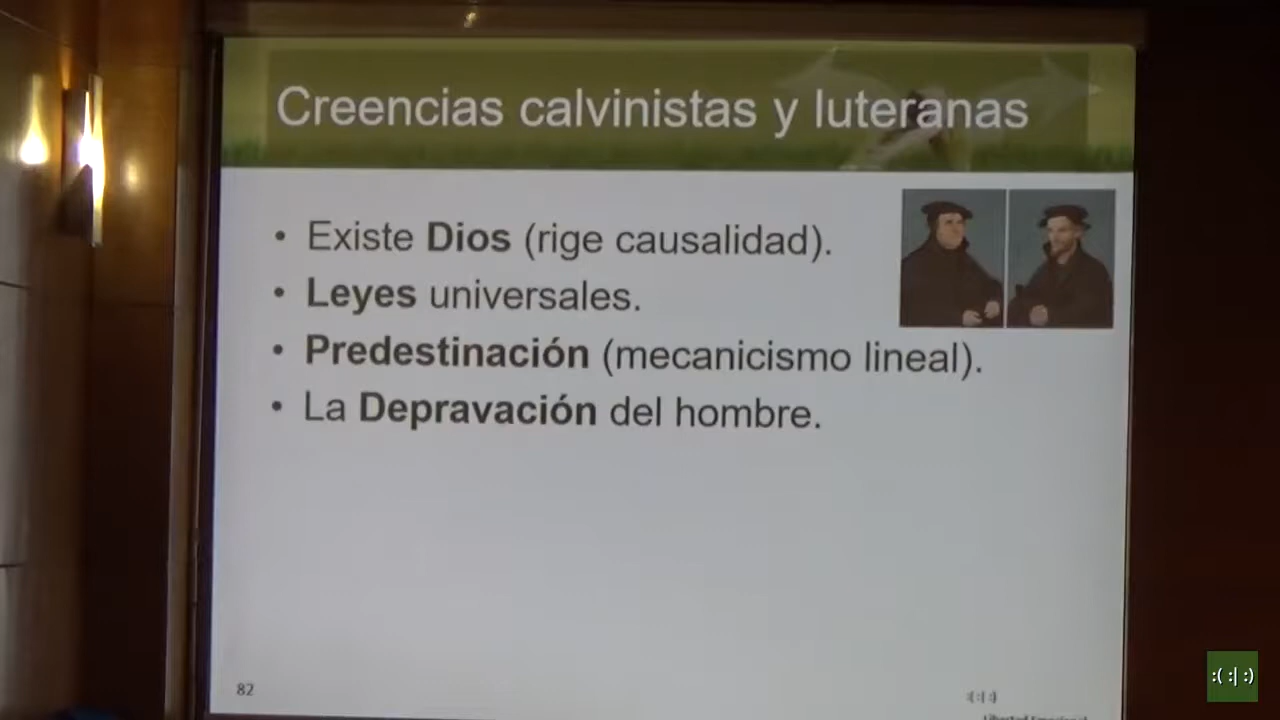 Creencias calvinistas y luteranas
• Existe Dios (rige causalidad).
• Leyes universales.
• Predestinación (mecanicismo lineal).
• La Depravación del hombre.
82
:( :| :)